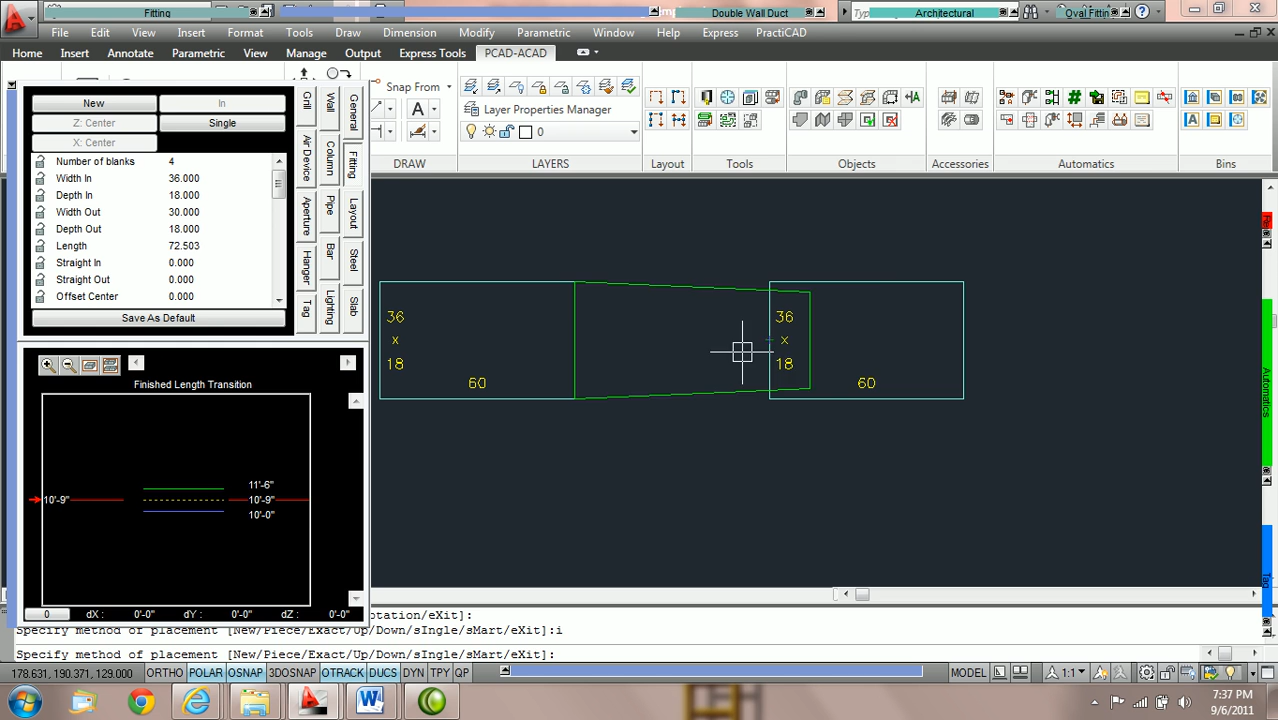 Fitting
Double Wall Duct
Architectural
Oval Fittin
File Edit View Insert Format Tools Draw Dimension Modify Parametric Window Help Express PractiCAD
Home Insert Annotate Parametric View Manage Output Express Tools PCAD-ACAD
Snap From
Layer Properties Manager
0
DRAW LAYERS Layout Tools Objects Accessories Automatics Bins
New In
Z: Center Single
X: Center
Number of blanks 4
Width In 36.000
Depth In 18.000
Width Out 30.000
Depth Out 18.000
Length 72.503
Straight In 0.000
Straight Out 0.000
Offset Center 0.000
Save As Default
Grill
Air Device
Aperture
Hanger
Tag
Wall
Column
Pipe
Bar
Lighting
General
Fitting
Layout
Steel
Slab
Finished Length Transition
11'-6"
10'-9" 10'-9"
10'-0"
0 dX : 0'-0" dY : 0'-0" dZ : 0'-0"
36
x
18
60
36
x
18
60
Automatics
otation/eXit]:
Specify method of placement [New/Piece/Exact/Up/Down/sIngle/sMart/eXit]:i
Specify method of placement [New/Piece/Exact/Up/Down/sIngle/sMart/eXit]:
178.631, 190.371, 129.000 ORTHO POLAR OSNAP 3DOSNAP OTRACK DUCS DYN TPY QP MODEL 1:1
7:37 PM
9/6/2011